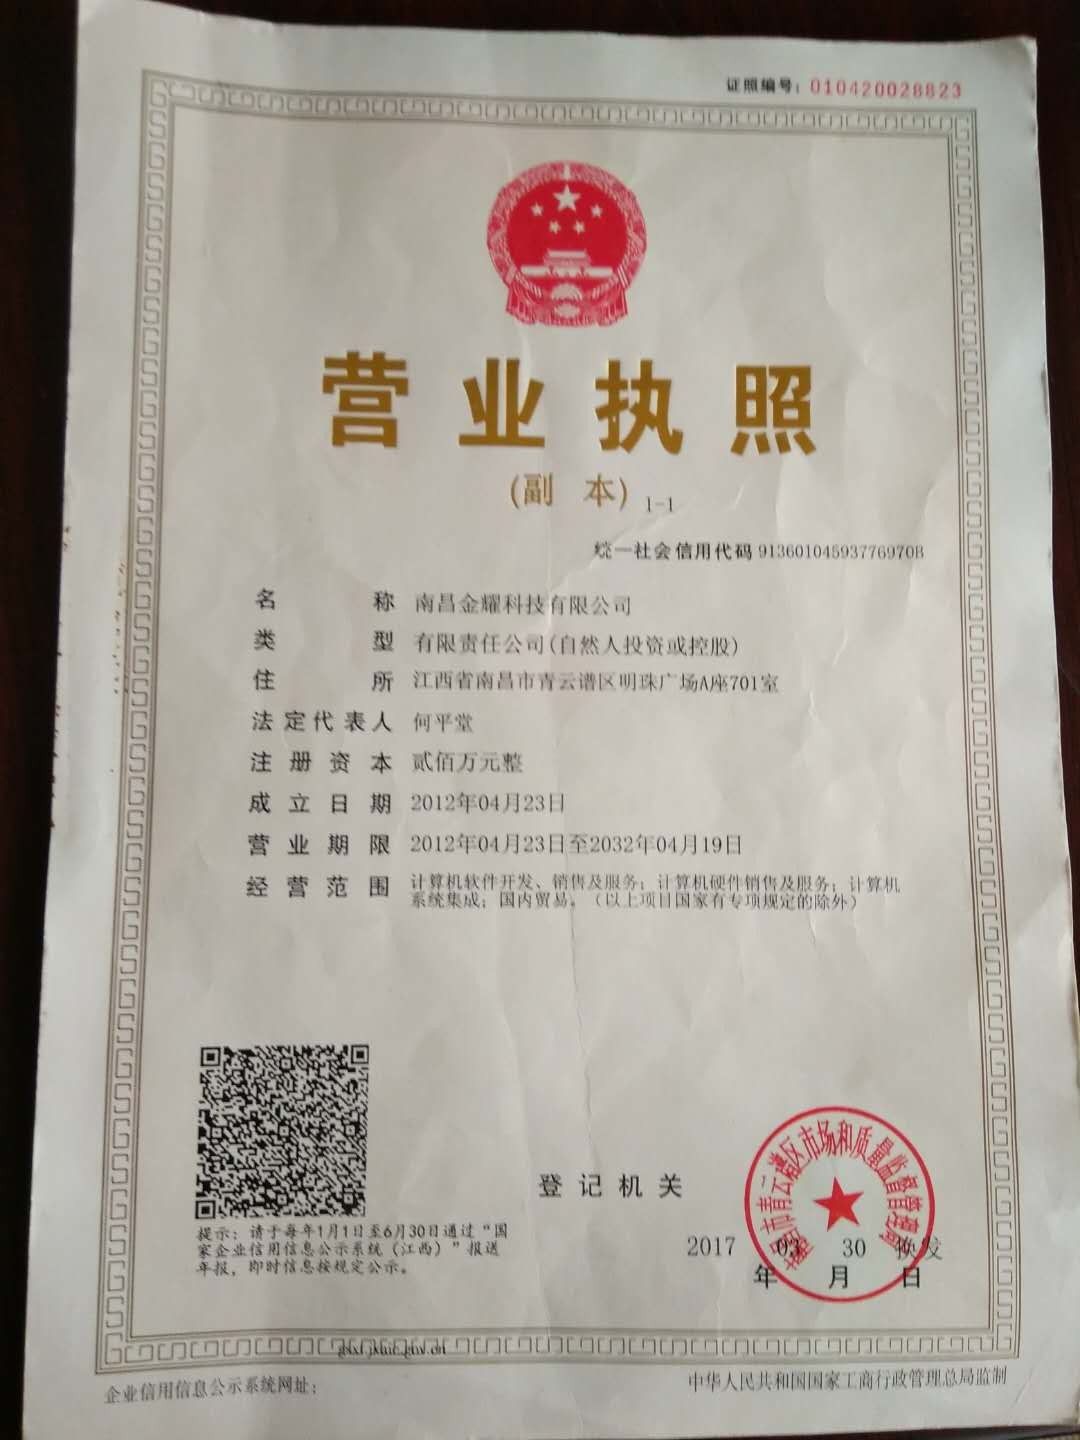 证照编号：010420028823
营业执照
(副 本) 1-1
统一社会信用代码 91360104593776970B
名 称 南昌金耀科技有限公司
类 型 有限责任公司(自然人投资或控股)
住 所 江西省南昌市青云谱区明珠广场A座701室
法定代表人 何平堂
注册资本 贰佰万元整
成立日期 2012年04月23日
营业期限 2012年04月23日至2032年04月19日
经营范围 计算机软件开发、销售及服务；计算机硬件销售及服务；计算机
系统集成；国内贸易。（以上项目国家有专项规定的除外）
登记机关
南昌市青云谱区市场和质量监督管理局
2017 03 30 换发
年 月 日
提示：请于每年1月1日至6月30日通过“国
家企业信用信息公示系统（江西）”报送
年报，即时信息按规定公示。
gsxt.jxaic.gov.cn
企业信用信息公示系统网址：
中华人民共和国国家工商行政管理总局监制